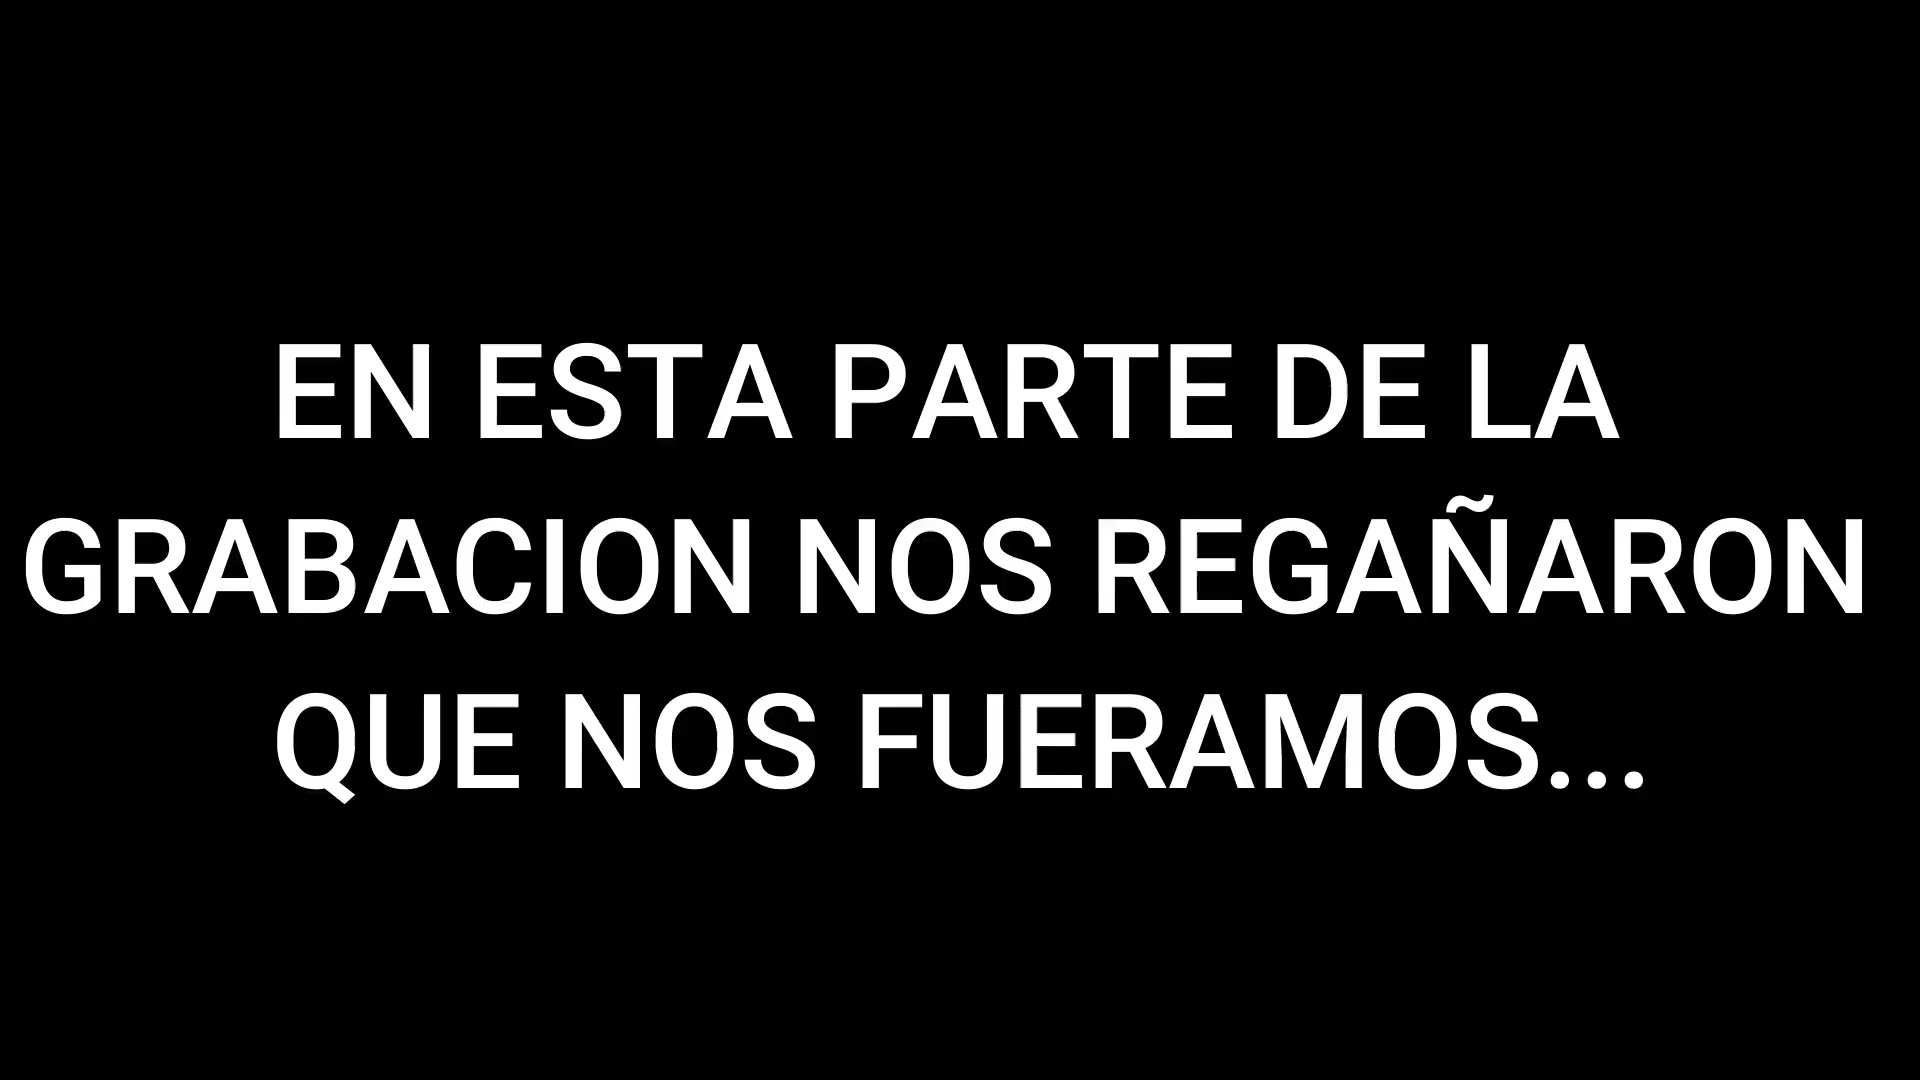 EN ESTA PARTE DE LA
GRABACION NOS REGAÑARON
QUE NOS FUERAMOS...